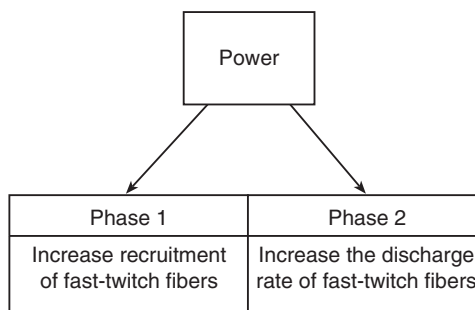 Power
Phase 1
Phase 2
Increase recruitment
of fast-twitch fibers
Increase the discharge
rate of fast-twitch fibers